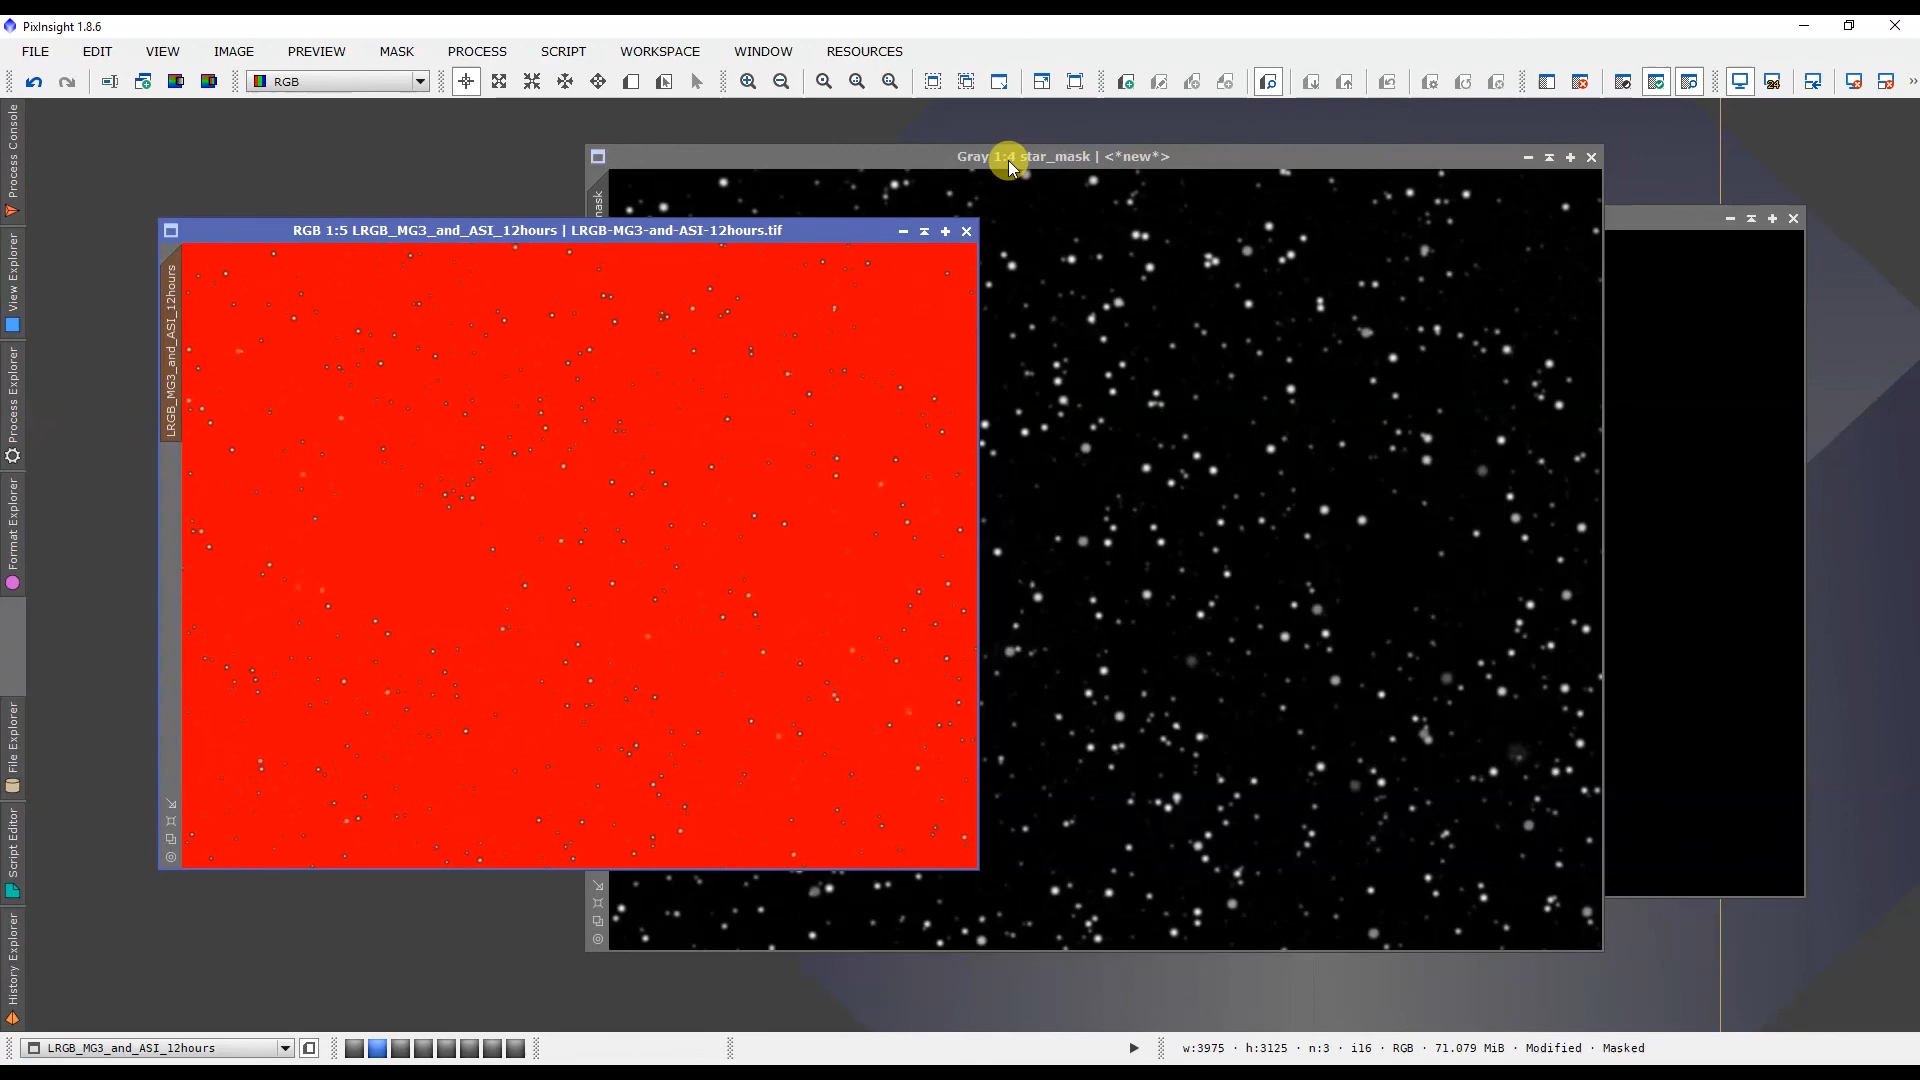 PixInsight 1.8.6
FILE EDIT VIEW IMAGE PREVIEW MASK PROCESS SCRIPT WORKSPACE WINDOW RESOURCES
RGB
24
Process Console
View Explorer
Process Explorer
Format Explorer
File Explorer
Script Editor
History Explorer
Gray 1:4 star_mask | <*new*>
mask
RGB 1:5 LRGB_MG3_and_ASI_12hours | LRGB-MG3-and-ASI-12hours.tif
LRGB_MG3_and_ASI_12hours
LRGB_MG3_and_ASI_12hours
w:3975 · h:3125 · n:3 · i16 · RGB · 71.079 MiB · Modified · Masked